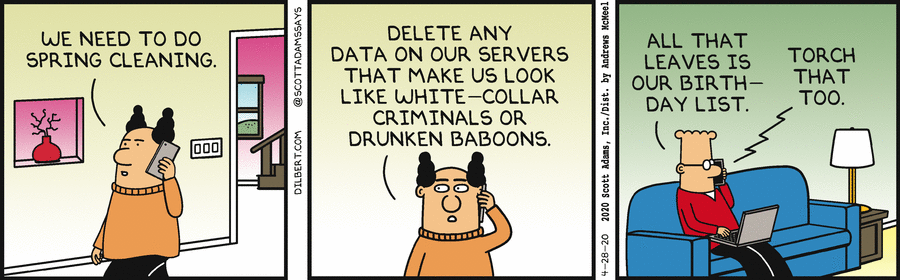 WE NEED TO DO
SPRING CLEANING.
DILBERT.COM @SCOTTADAMSSAYS
DELETE ANY
DATA ON OUR SERVERS
THAT MAKE US LOOK
LIKE WHITE-COLLAR
CRIMINALS OR
DRUNKEN BABOONS.
4-28-20 2020 Scott Adams, Inc./Dist. by Andrews McMeel
ALL THAT
LEAVES IS
OUR BIRTH-
DAY LIST.
TORCH
THAT
TOO.